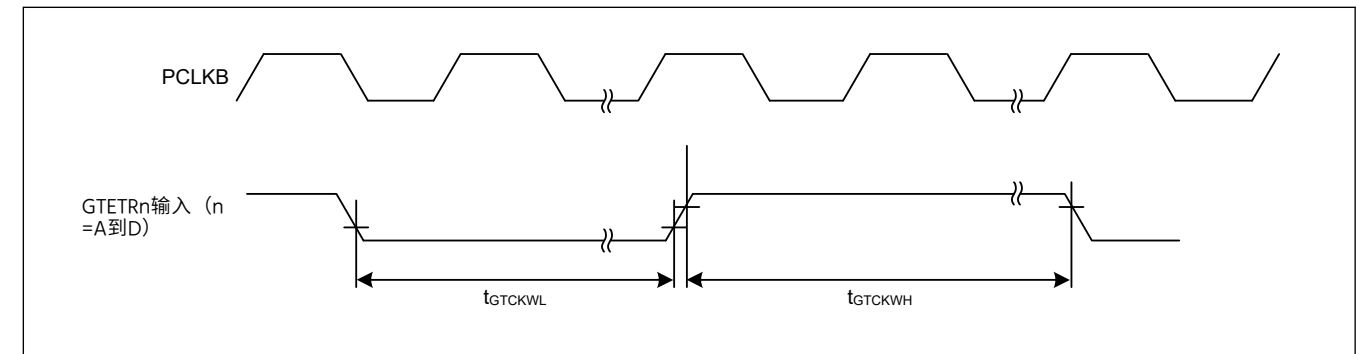 PCLKB
GTETRn输入（n
=A到D）
tGTCKWL
tGTCKWH